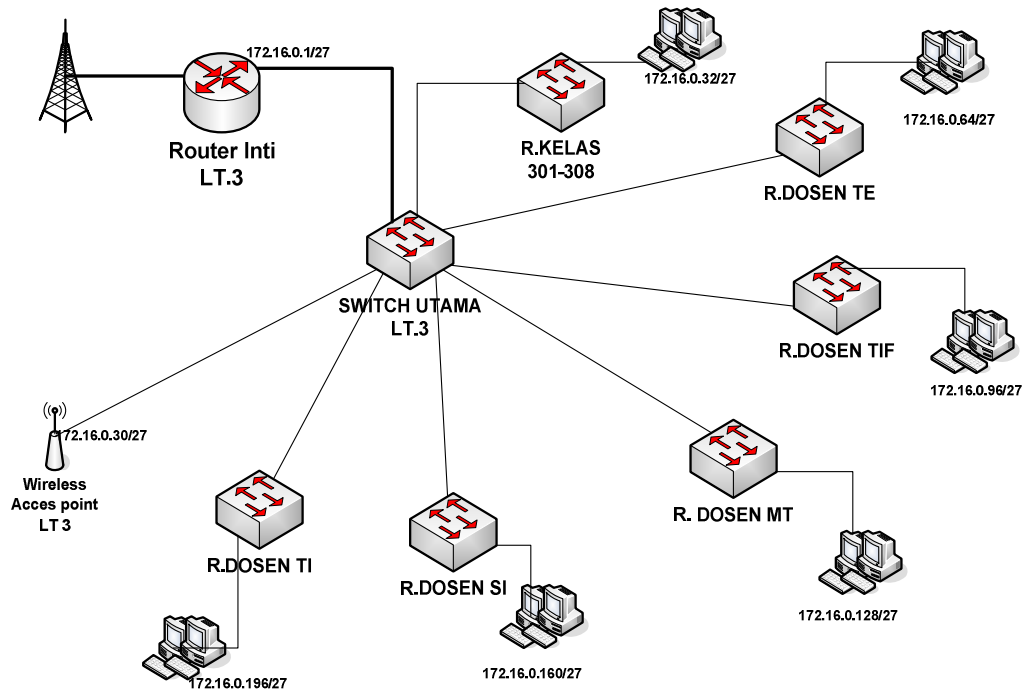 172.16.0.1/27
Router Inti
LT.3
172.16.0.32/27
R.KELAS
301-308
172.16.0.64/27
R.DOSEN TE
SWITCH UTAMA
LT.3
R.DOSEN TIF
172.16.0.96/27
172.16.0.30/27
Wireless
Acces point
LT 3
R. DOSEN MT
172.16.0.128/27
R.DOSEN TI
R.DOSEN SI
172.16.0.196/27
172.16.0.160/27